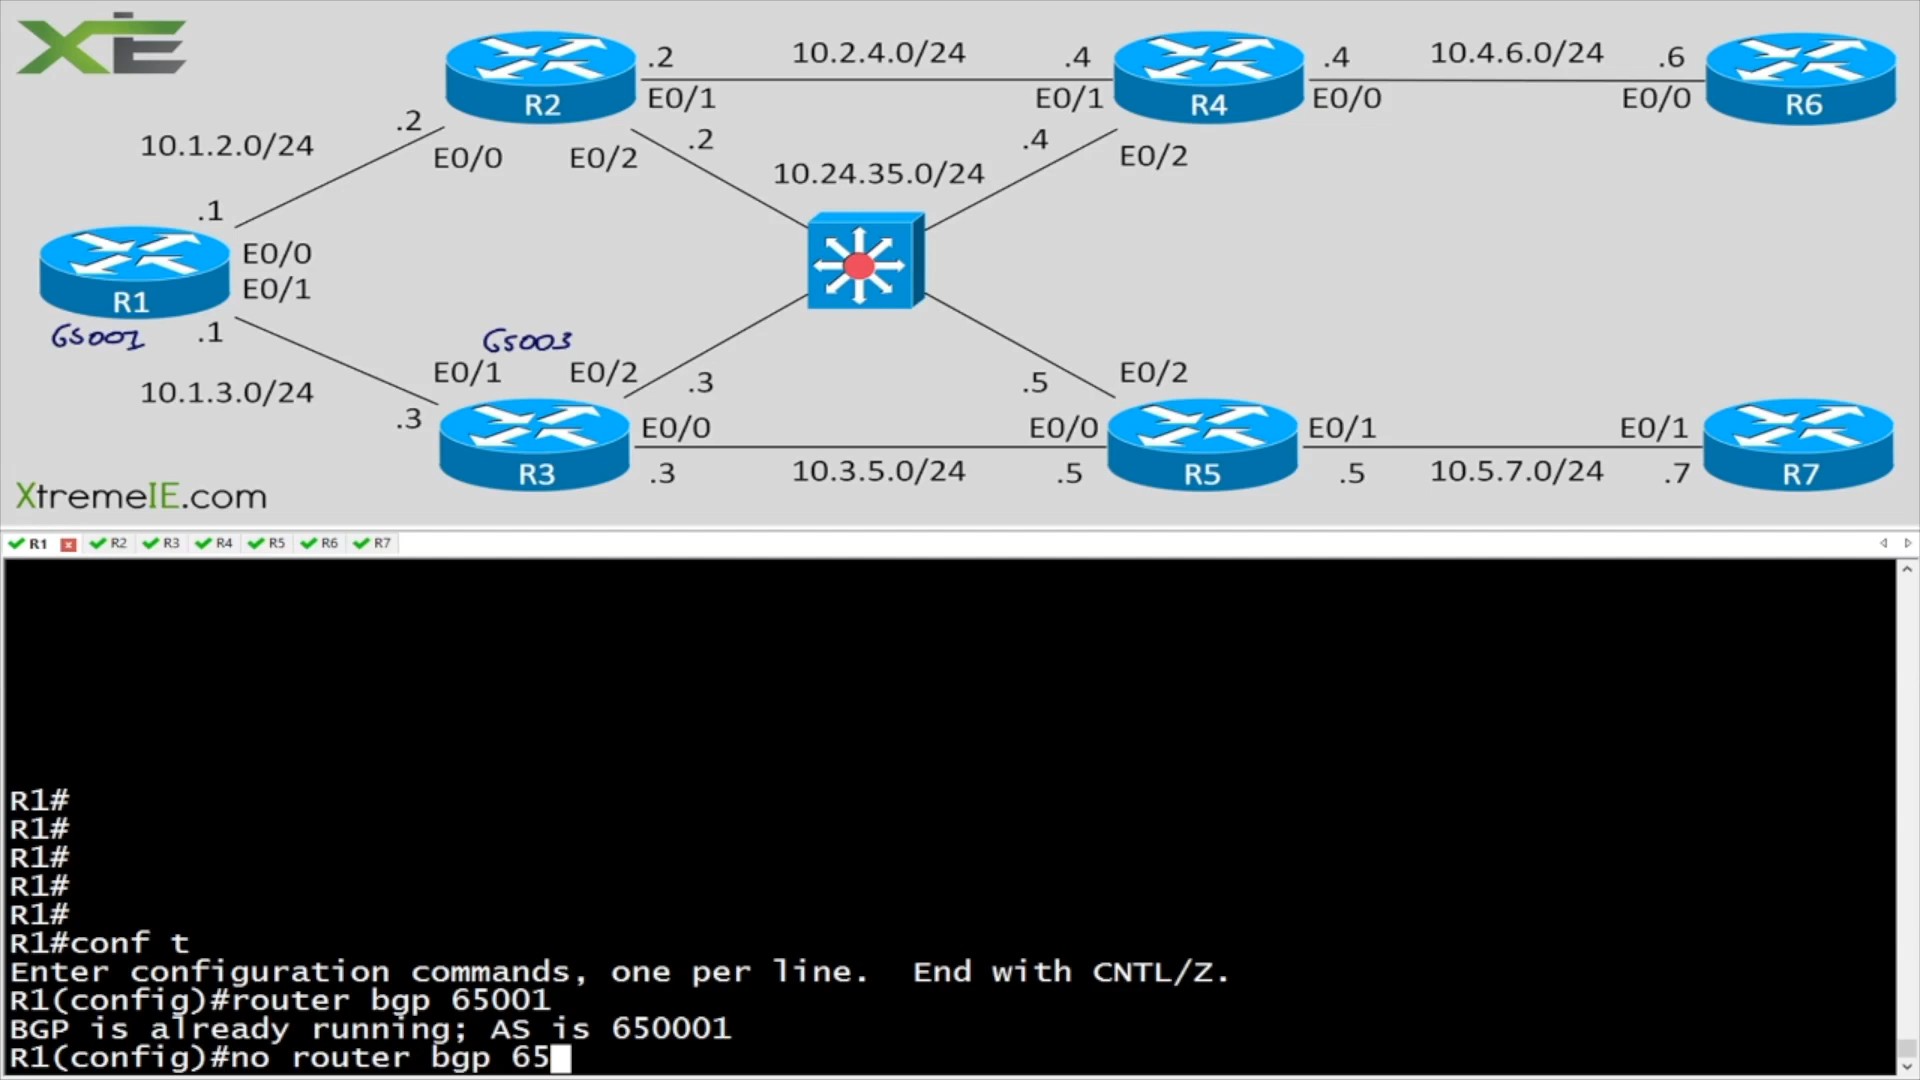 XIE
R2
.2
10.2.4.0/24
.4
E0/1
E0/1
R4
.4
10.4.6.0/24
.6
E0/0
E0/0
R6
10.1.2.0/24
.2
E0/0
E0/2
.2
.4
E0/2
10.24.35.0/24
.1
E0/0
E0/1
R1
65001
.1
10.1.3.0/24
65003
E0/1
E0/2
.3
.5
E0/2
.3
R3
E0/0
.3
10.3.5.0/24
E0/0
.5
R5
E0/1
.5
10.5.7.0/24
E0/1
.7
R7
XtremeIE.com
R1 R2 R3 R4 R5 R6 R7
R1#
R1#
R1#
R1#
R1#
R1#conf t
Enter configuration commands, one per line.  End with CNTL/Z.
R1(config)#router bgp 65001
BGP is already running; AS is 650001
R1(config)#no router bgp 65